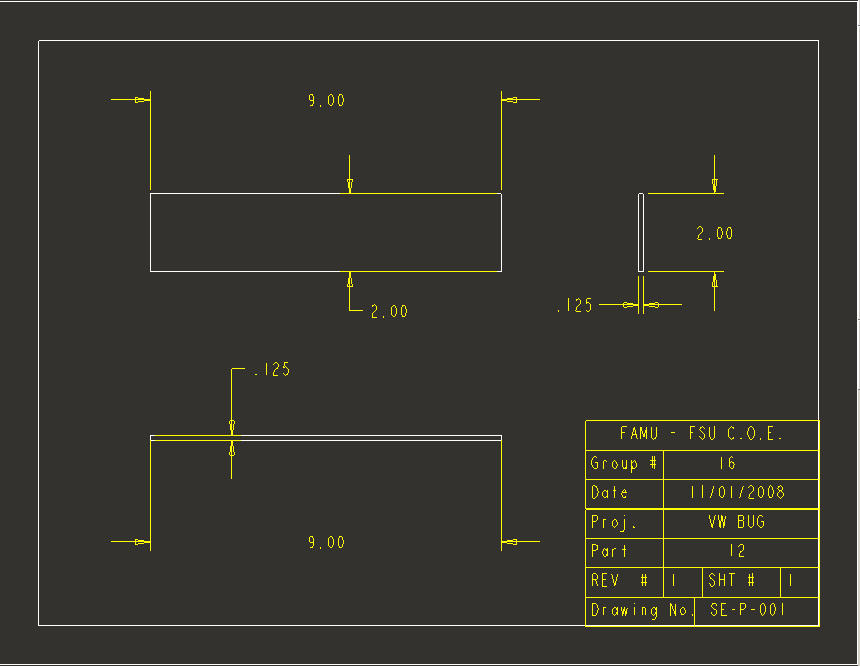 9.00
2.00
2.00
.125
.125
9.00
FAMU - FSU C.O.E.
Group # 16
Date 11/01/2008
Proj. VW BUG
Part 12
REV # 1 SHT # 1
Drawing No. SE-P-001